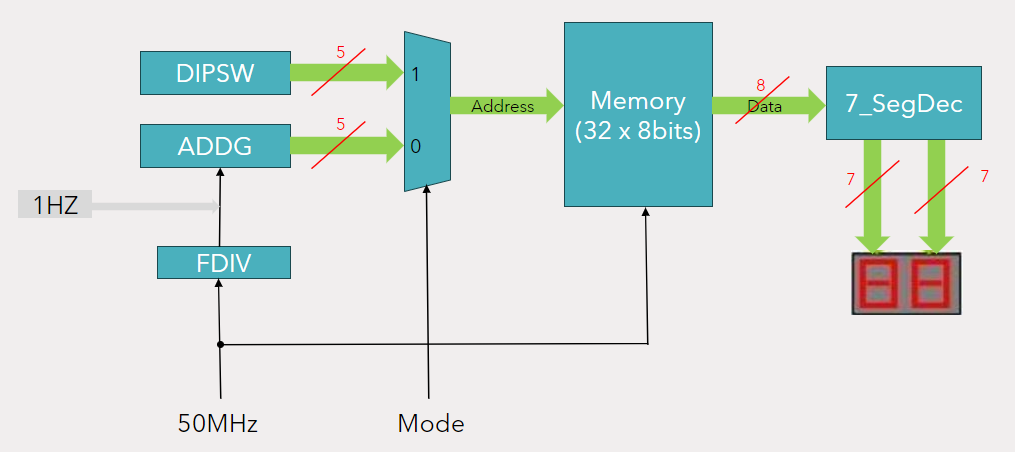 DIPSW
5
1
ADDG
5
0
Address
Memory
(32 x 8bits)
8
Data
7_SegDec
7
7
1HZ
FDIV
88
50MHz
Mode